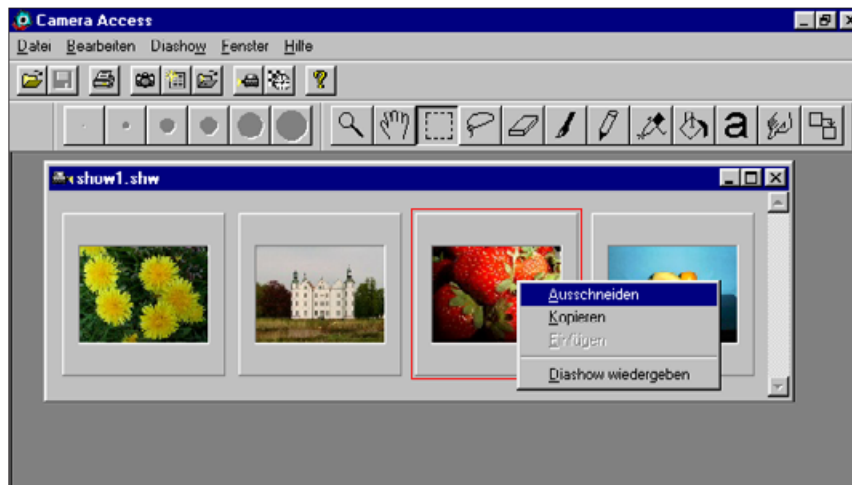 Camera Access
Datei Bearbeiten Diashow Fenster Hilfe
a
show1.shw
Ausschneiden
Kopieren
Einfügen
Diashow wiedergeben